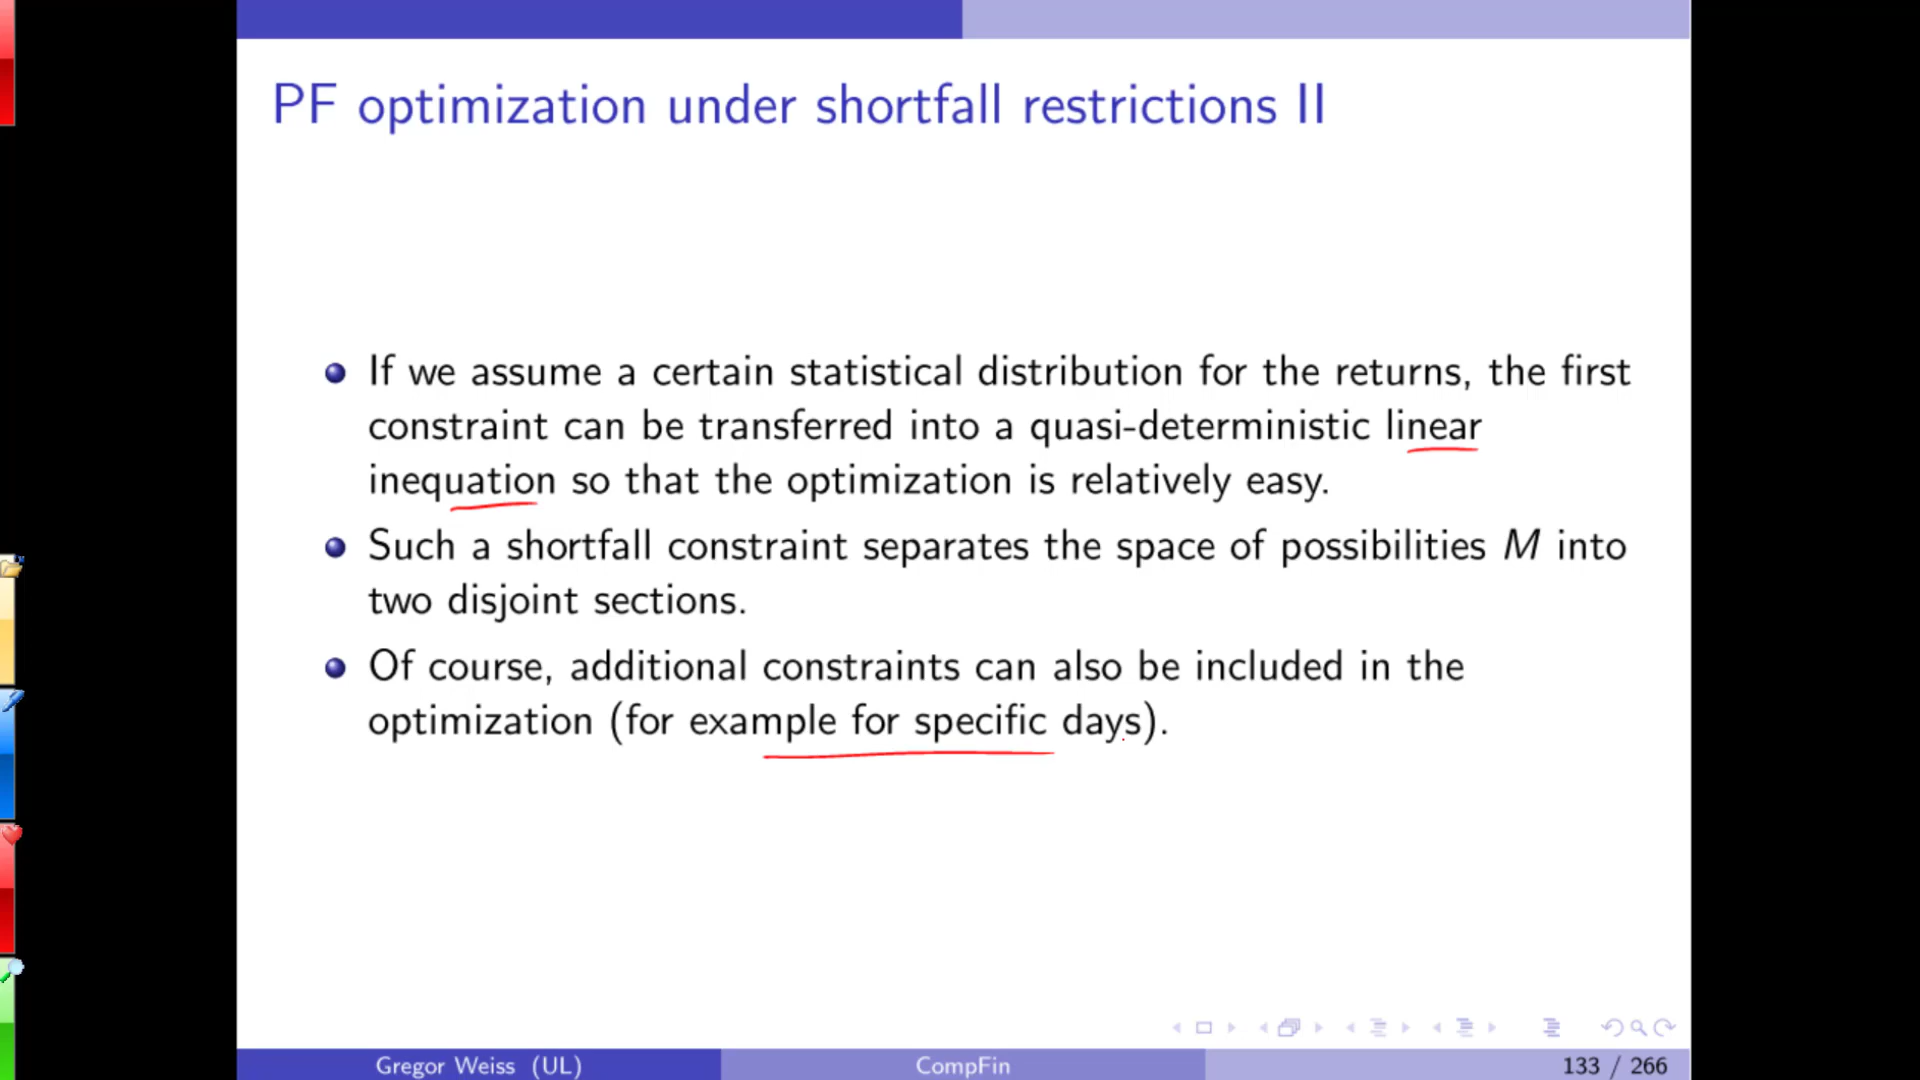 PF optimization under shortfall restrictions II
If we assume a certain statistical distribution for the returns, the first
constraint can be transferred into a quasi-deterministic linear
inequation so that the optimization is relatively easy.
Such a shortfall constraint separates the space of possibilities M into
two disjoint sections.
Of course, additional constraints can also be included in the
optimization (for example for specific days).
Gregor Weiss (UL) CompFin 133 / 266